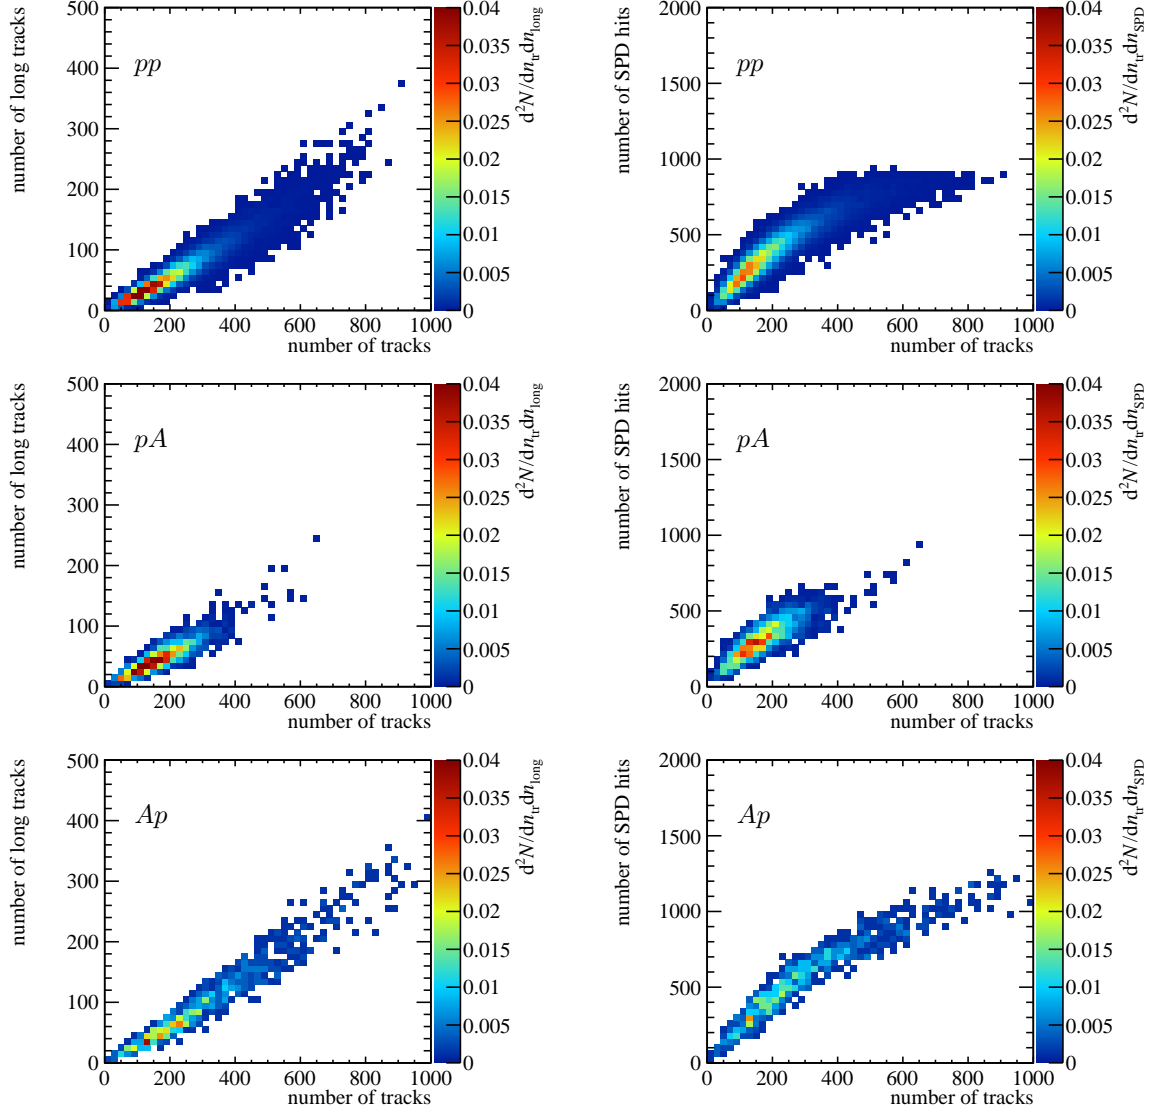 number of long tracks
500
400
300
200
100
0
pp
0 200 400 600 800 1000
number of tracks
0.04
0.035
0.03
0.025
0.02
0.015
0.01
0.005
0
d²N/dn_tr dn_long
number of SPD hits
2000
1500
1000
500
0
pp
0 200 400 600 800 1000
number of tracks
0.04
0.035
0.03
0.025
0.02
0.015
0.01
0.005
0
d²N/dn_tr dn_SPD
number of long tracks
500
400
300
200
100
0
pA
0 200 400 600 800 1000
number of tracks
0.04
0.035
0.03
0.025
0.02
0.015
0.01
0.005
0
d²N/dn_tr dn_long
number of SPD hits
2000
1500
1000
500
0
pA
0 200 400 600 800 1000
number of tracks
0.04
0.035
0.03
0.025
0.02
0.015
0.01
0.005
0
d²N/dn_tr dn_SPD
number of long tracks
500
400
300
200
100
0
Ap
0 200 400 600 800 1000
number of tracks
0.04
0.035
0.03
0.025
0.02
0.015
0.01
0.005
0
d²N/dn_tr dn_long
number of SPD hits
2000
1500
1000
500
0
Ap
0 200 400 600 800 1000
number of tracks
0.04
0.035
0.03
0.025
0.02
0.015
0.01
0.005
0
d²N/dn_tr dn_SPD